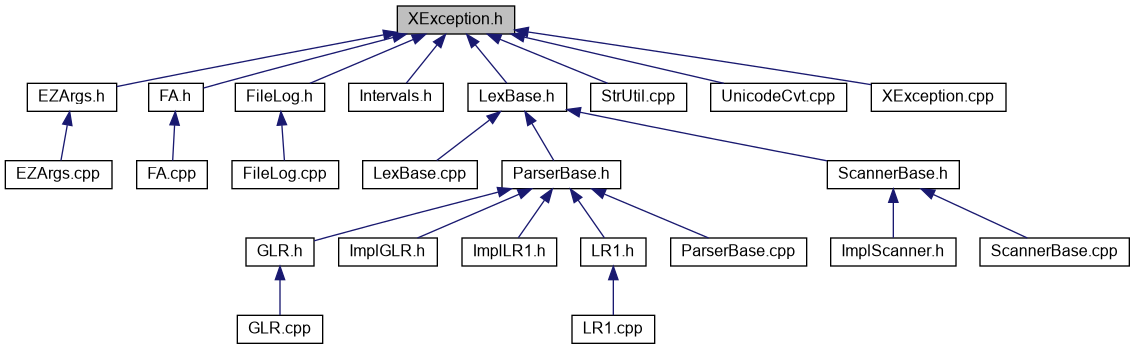 XException.h
EZArgs.h
FA.h
FileLog.h
Intervals.h
LexBase.h
StrUtil.cpp
UnicodeCvt.cpp
XException.cpp
EZArgs.cpp
FA.cpp
FileLog.cpp
LexBase.cpp
ParserBase.h
ScannerBase.h
GLR.h
ImplGLR.h
ImplLR1.h
LR1.h
ParserBase.cpp
ImplScanner.h
ScannerBase.cpp
GLR.cpp
LR1.cpp